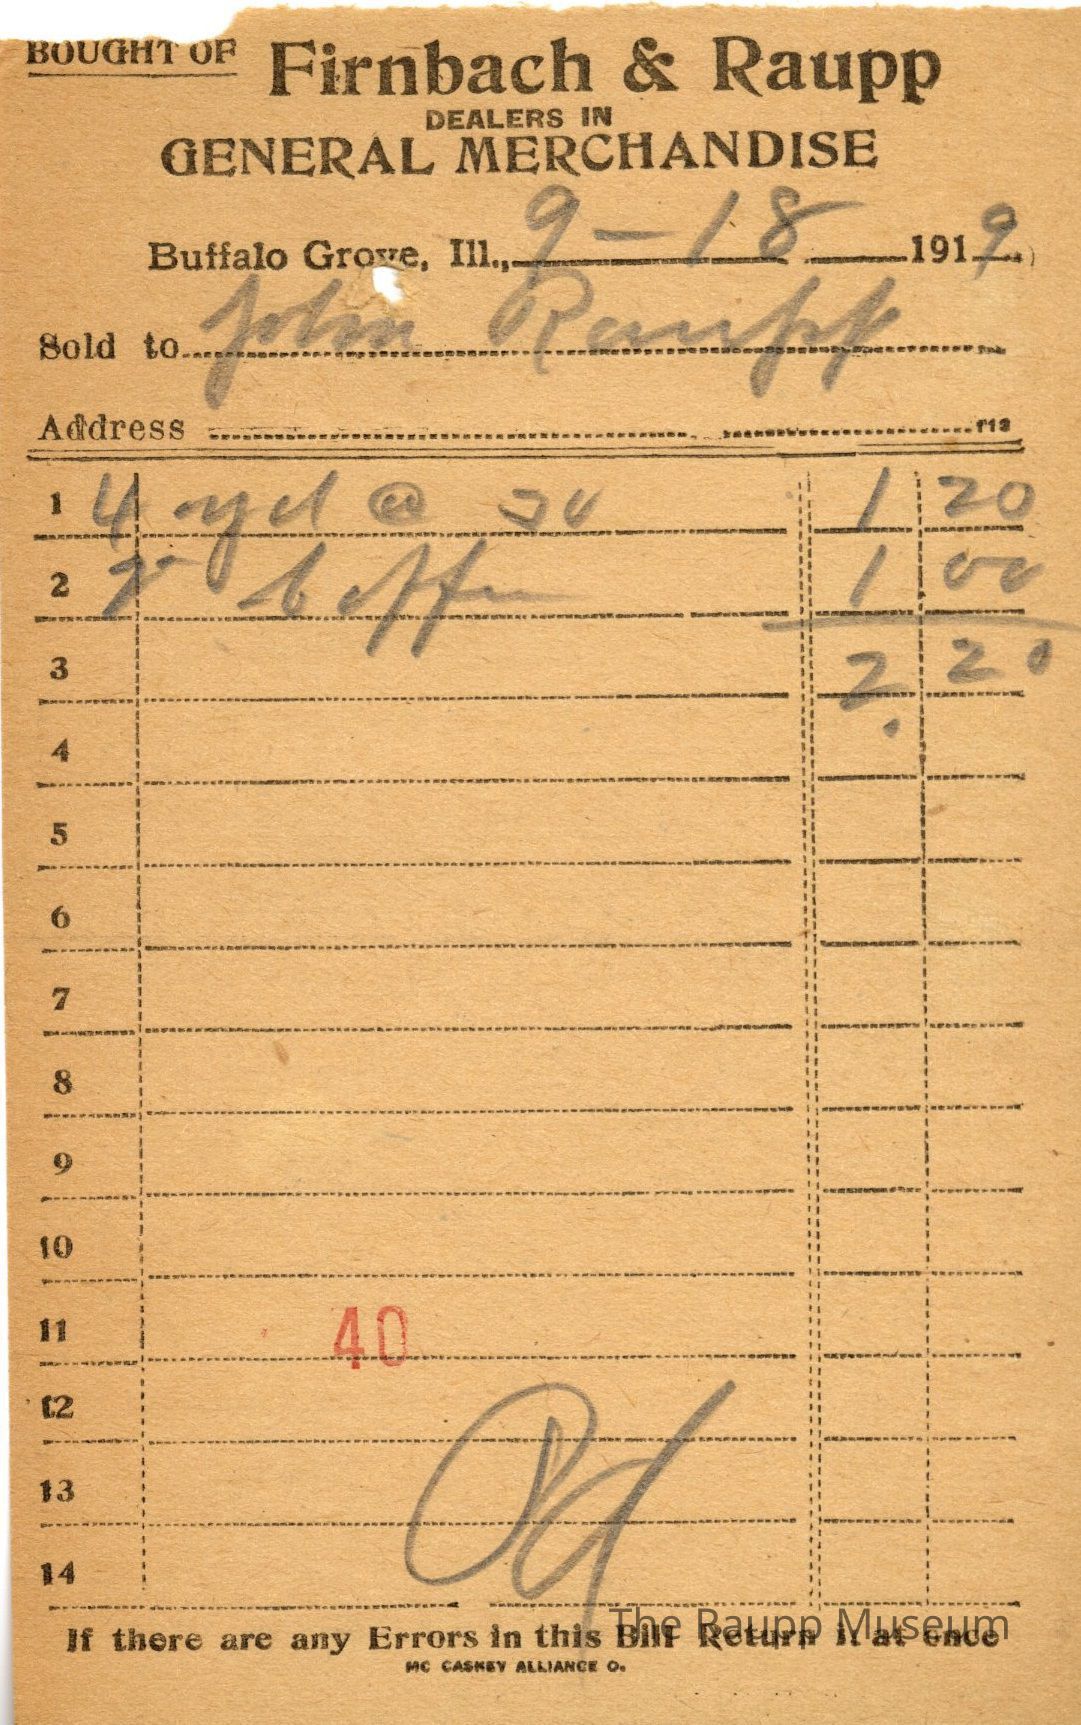 BOUGHT OF Firnbach & Raupp
DEALERS IN
GENERAL MERCHANDISE
Buffalo Grove, Ill., 9-18 1919
Sold to John Raupp
Address
1 4 yd @ 30 1 20
2 2# Coffee 1 00
3 2. 20
4
5
6
7
8
9
10
11 40
12
13
14
If there are any Errors in this Bill Return it at once
The Raupp Museum
MC CASKEY ALLIANCE O.